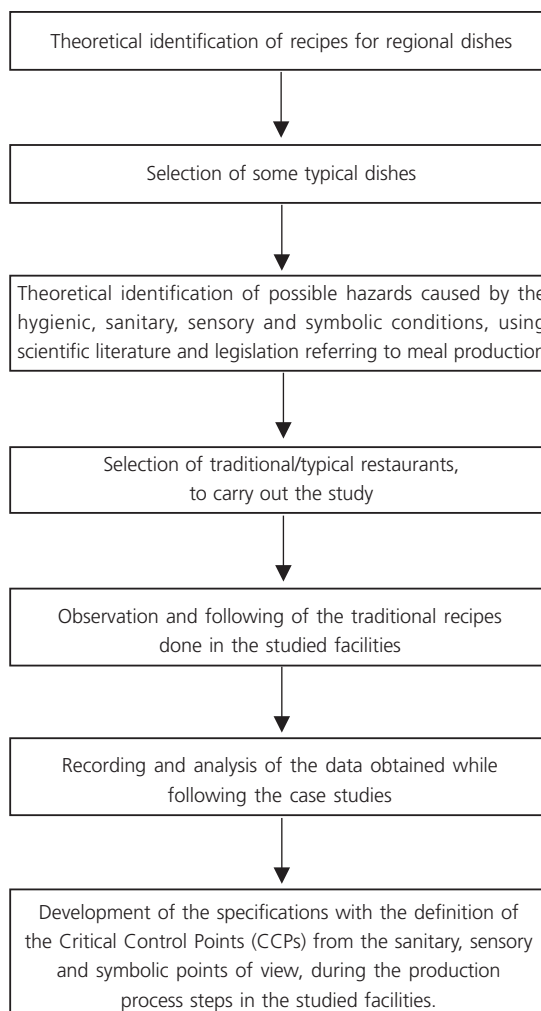 Theoretical identification of recipes for regional dishes
Selection of some typical dishes
Theoretical identification of possible hazards caused by the
hygienic, sanitary, sensory and symbolic conditions, using
scientific literature and legislation referring to meal production
Selection of traditional/typical restaurants,
to carry out the study
Observation and following of the traditional recipes
done in the studied facilities
Recording and analysis of the data obtained while
following the case studies
Development of the specifications with the definition of
the Critical Control Points (CCPs) from the sanitary, sensory
and symbolic points of view, during the production
process steps in the studied facilities.